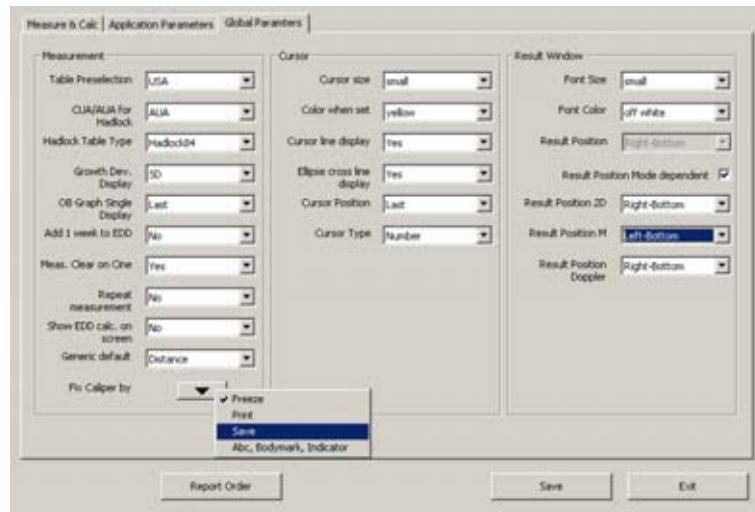 Measure & Calc
Application Parameters
Global Paramters
Measurement
Table Preselection
USA
CUA/AUA for
Hadlock
AUA
Hadlock Table Type
Hadlock84
Growth Dev.
Display
SD
OB Graph Single
Display
Last
Add 1 week to EDD
No
Meas. Clear on Cine
Yes
Repeat
measurement
No
Show EDD calc. on
screen
No
Generic default
Distance
Fix Caliper by
Freeze
Print
Save
Abc, Bodymark, Indicator
Cursor
Cursor size
small
Color when set
yellow
Cursor line display
Yes
Ellipse cross line
display
Yes
Cursor Position
Last
Cursor Type
Number
Result Window
Font Size
small
Font Color
off white
Result Position
Right-Bottom
Result Position Mode dependent
Result Position 2D
Right-Bottom
Result Position M
Left-Bottom
Result Position
Doppler
Right-Bottom
Report Order
Save
Exit